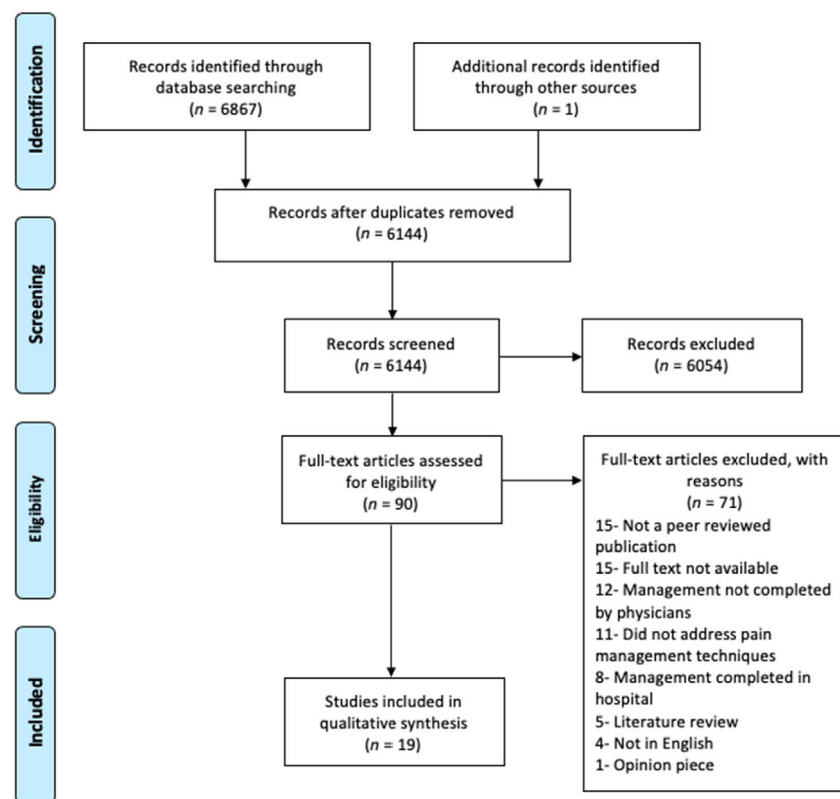 Identification
Records identified through
database searching
(n = 6867)
Additional records identified
through other sources
(n = 1)
Records after duplicates removed
(n = 6144)
Screening
Records screened
(n = 6144)
Records excluded
(n = 6054)
Eligibility
Full-text articles assessed
for eligibility
(n = 90)
Full-text articles excluded, with
reasons
(n = 71)
15- Not a peer reviewed
publication
15- Full text not available
12- Management not completed
by physicians
11- Did not address pain
management techniques
8- Management completed in
hospital
5- Literature review
4- Not in English
1- Opinion piece
Included
Studies included in
qualitative synthesis
(n = 19)